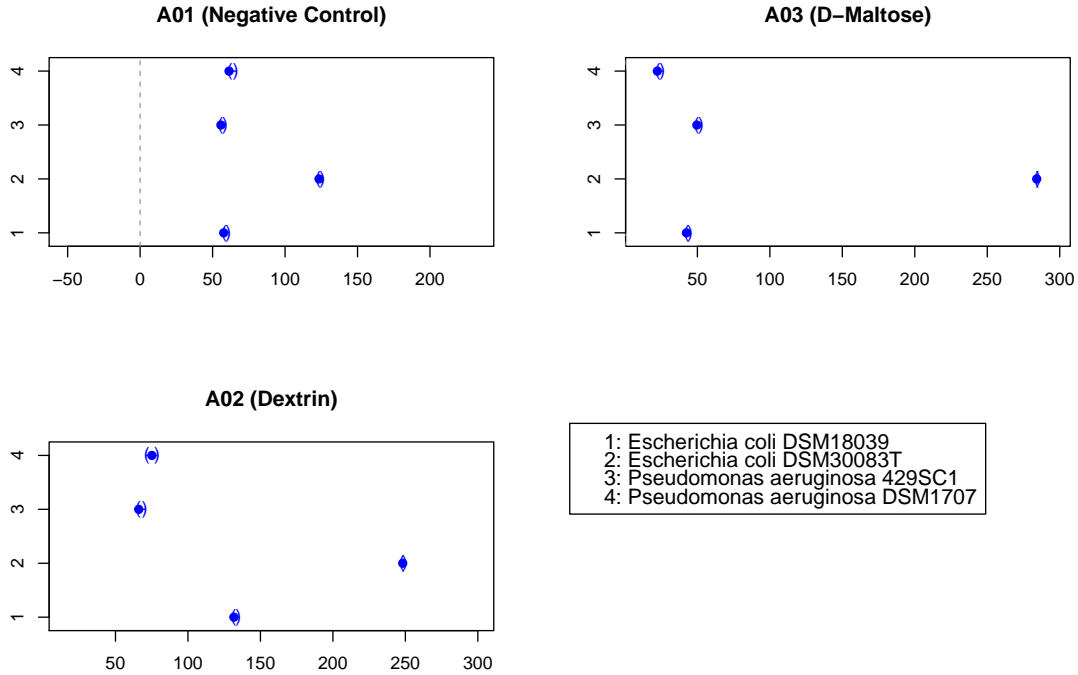 A01 (Negative Control)
4
3
2
1
−50 0 50 100 150 200
A03 (D−Maltose)
4
3
2
1
50 100 150 200 250 300
A02 (Dextrin)
4
3
2
1
50 100 150 200 250 300
1: Escherichia coli DSM18039
2: Escherichia coli DSM30083T
3: Pseudomonas aeruginosa 429SC1
4: Pseudomonas aeruginosa DSM1707